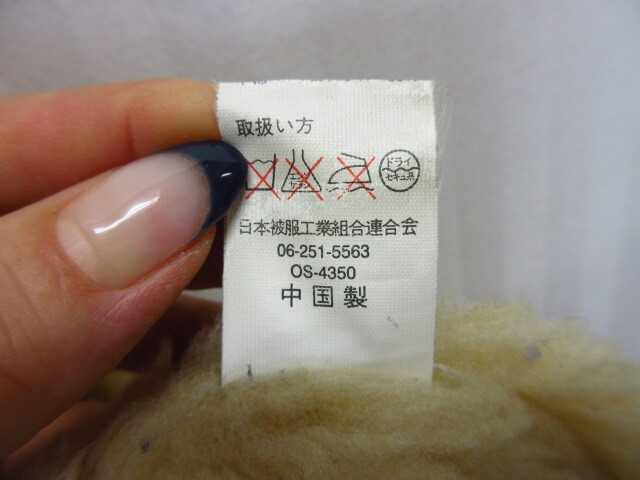 取扱い方
ドライ
セキユ系
日本被服工業組合連合会
06-251-5563
OS-4350
中国製